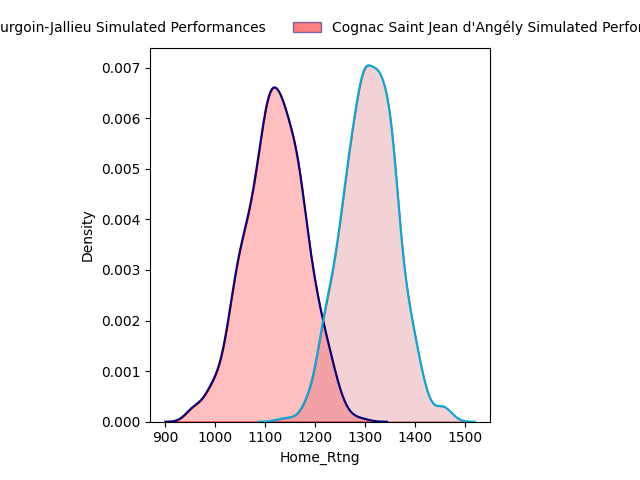 urgoin-Jallieu Simulated Performances
Cognac Saint Jean d'Angély Simulated Perfor
0.007
0.006
0.005
0.004
0.003
0.002
0.001
0.000
Density
900 1000 1100 1200 1300 1400 1500
Home_Rtng